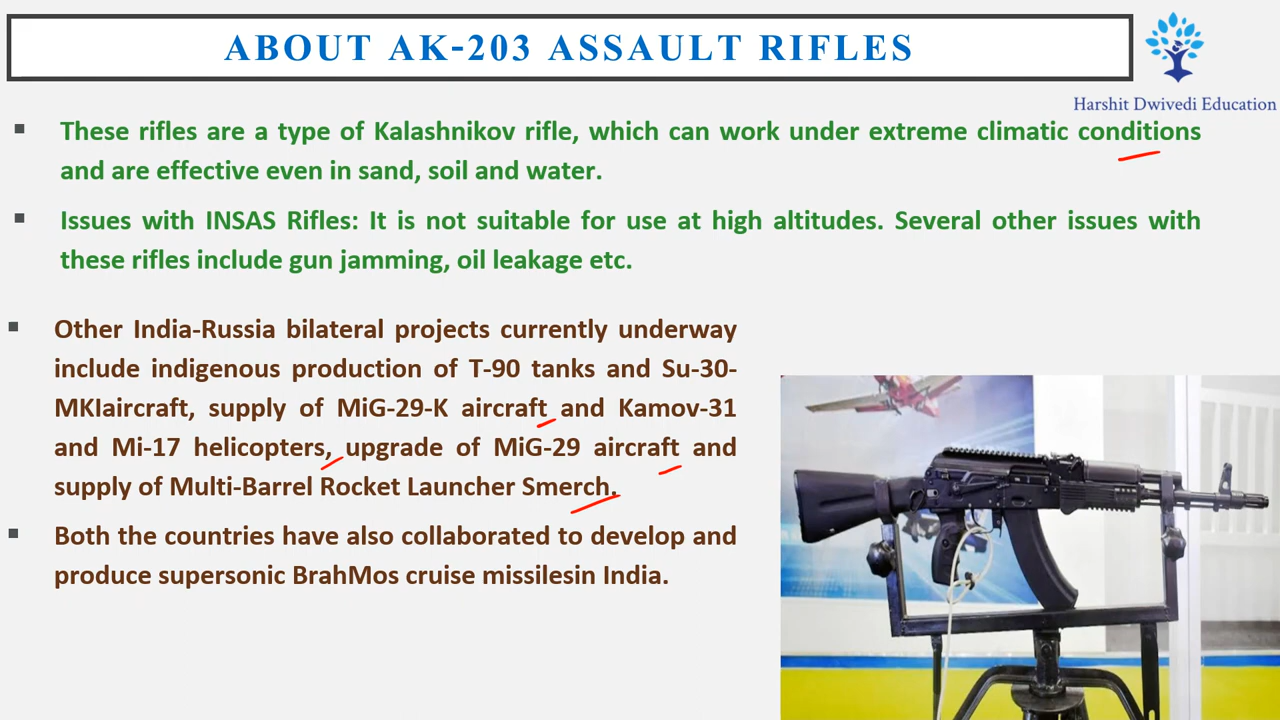 ABOUT AK-203 ASSAULT RIFLES
Harshit Dwivedi Education
▪ These rifles are a type of Kalashnikov rifle, which can work under extreme climatic conditions
and are effective even in sand, soil and water.
▪ Issues with INSAS Rifles: It is not suitable for use at high altitudes. Several other issues with
these rifles include gun jamming, oil leakage etc.
▪ Other India-Russia bilateral projects currently underway
include indigenous production of T-90 tanks and Su-30-
MKIaircraft, supply of MiG-29-K aircraft and Kamov-31
and Mi-17 helicopters, upgrade of MiG-29 aircraft and
supply of Multi-Barrel Rocket Launcher Smerch.
▪ Both the countries have also collaborated to develop and
produce supersonic BrahMos cruise missilesin India.